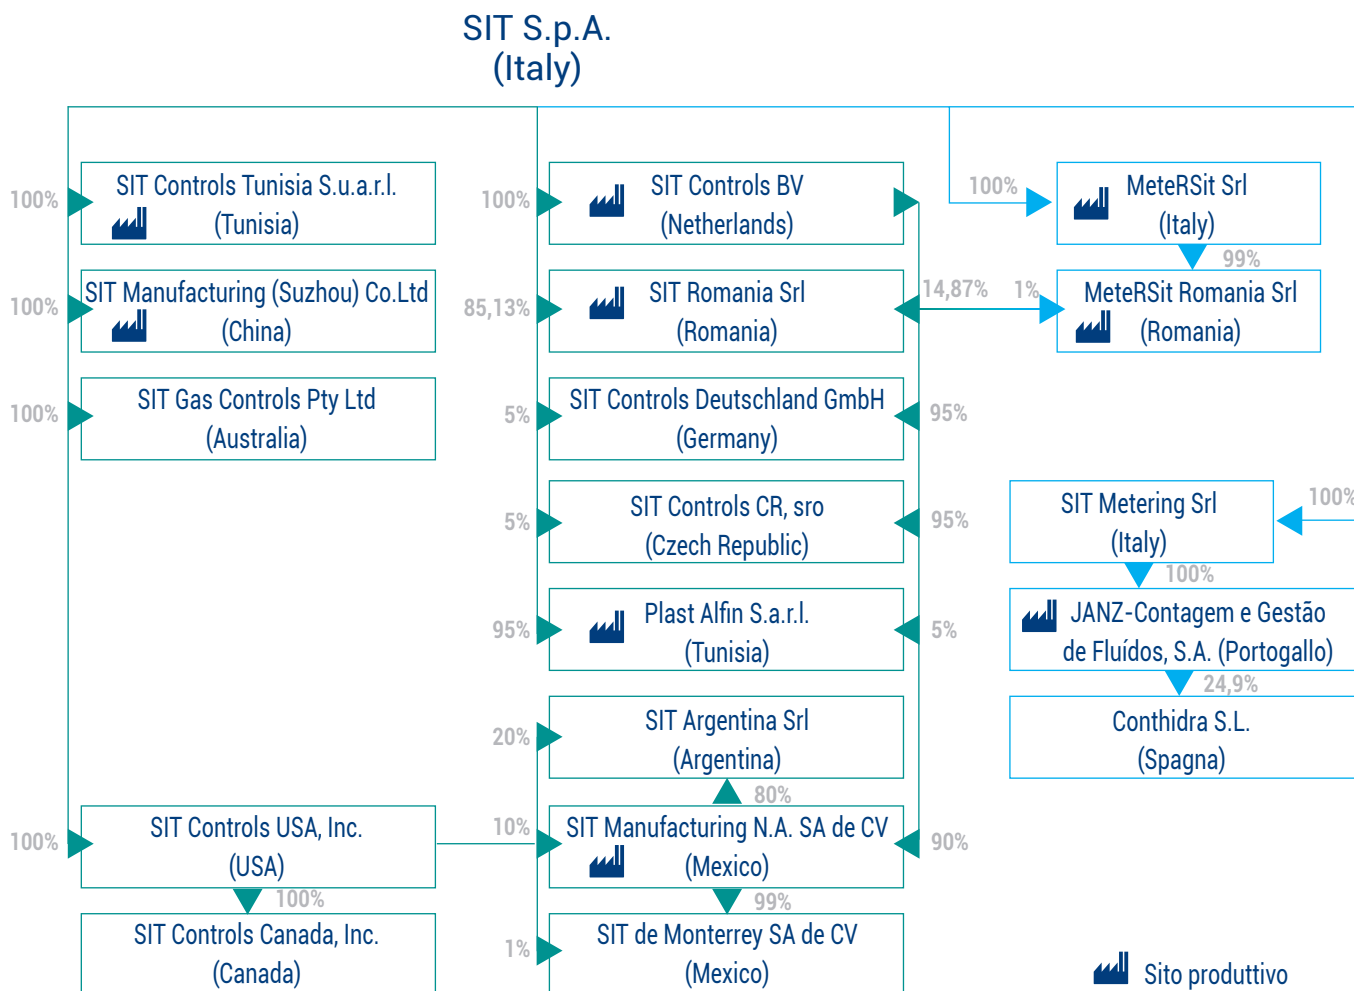 SIT S.p.A.
(Italy)
100%
SIT Controls Tunisia S.u.a.r.l.
(Tunisia)
100%
SIT Manufacturing (Suzhou) Co.Ltd
(China)
100%
SIT Gas Controls Pty Ltd
(Australia)
100%
SIT Controls USA, Inc.
(USA)
100%
SIT Controls Canada, Inc.
(Canada)
100%
SIT Controls BV
(Netherlands)
85,13%
SIT Romania Srl
(Romania)
14,87%
1%
5%
SIT Controls Deutschland GmbH
(Germany)
95%
5%
SIT Controls CR, sro
(Czech Republic)
95%
95%
Plast Alfin S.a.r.l.
(Tunisia)
5%
20%
SIT Argentina Srl
(Argentina)
80%
10%
SIT Manufacturing N.A. SA de CV
(Mexico)
90%
99%
1%
SIT de Monterrey SA de CV
(Mexico)
100%
MeteRSit Srl
(Italy)
99%
MeteRSit Romania Srl
(Romania)
SIT Metering Srl
(Italy)
100%
100%
JANZ-Contagem e Gestão
de Fluídos, S.A. (Portogallo)
24,9%
Conthidra S.L.
(Spagna)
Sito produttivo